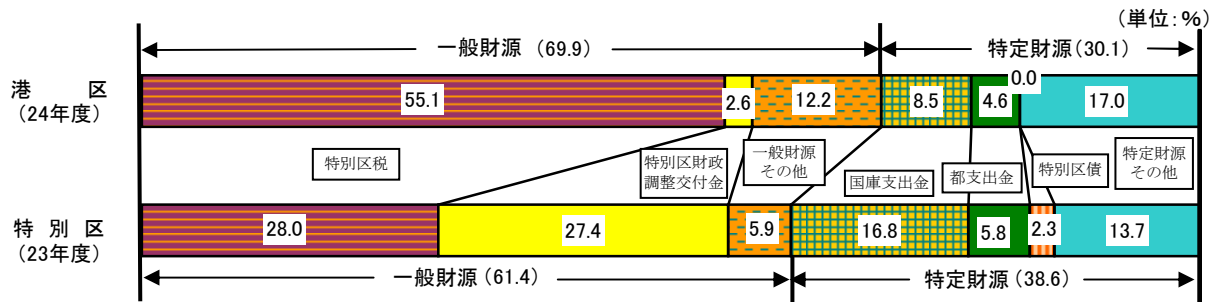 (単位:%)
一般財源 (69.9)
特定財源(30.1)
港 区
(24年度)
55.1
2.6
12.2
8.5
4.6
0.0
17.0
特別区税
特別区財政
調整交付金
一般財源
その他
国庫支出金
都支出金
特別区債
特定財源
その他
特 別 区
(23年度)
28.0
27.4
5.9
16.8
5.8
2.3
13.7
一般財源 (61.4)
特定財源 (38.6)